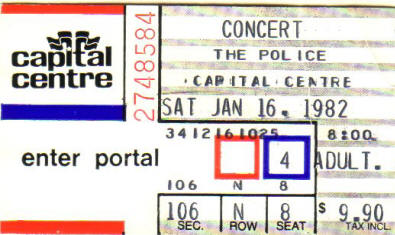 capital
centre
2748584
CONCERT
THE POLICE
CAPITAL CENTRE
SAT JAN 16, 1982
3412161025 8:00
enter portal 4 ADULT.
106 N 8
106 N 8 $ 9.90
SEC. ROW SEAT TAX INCL.